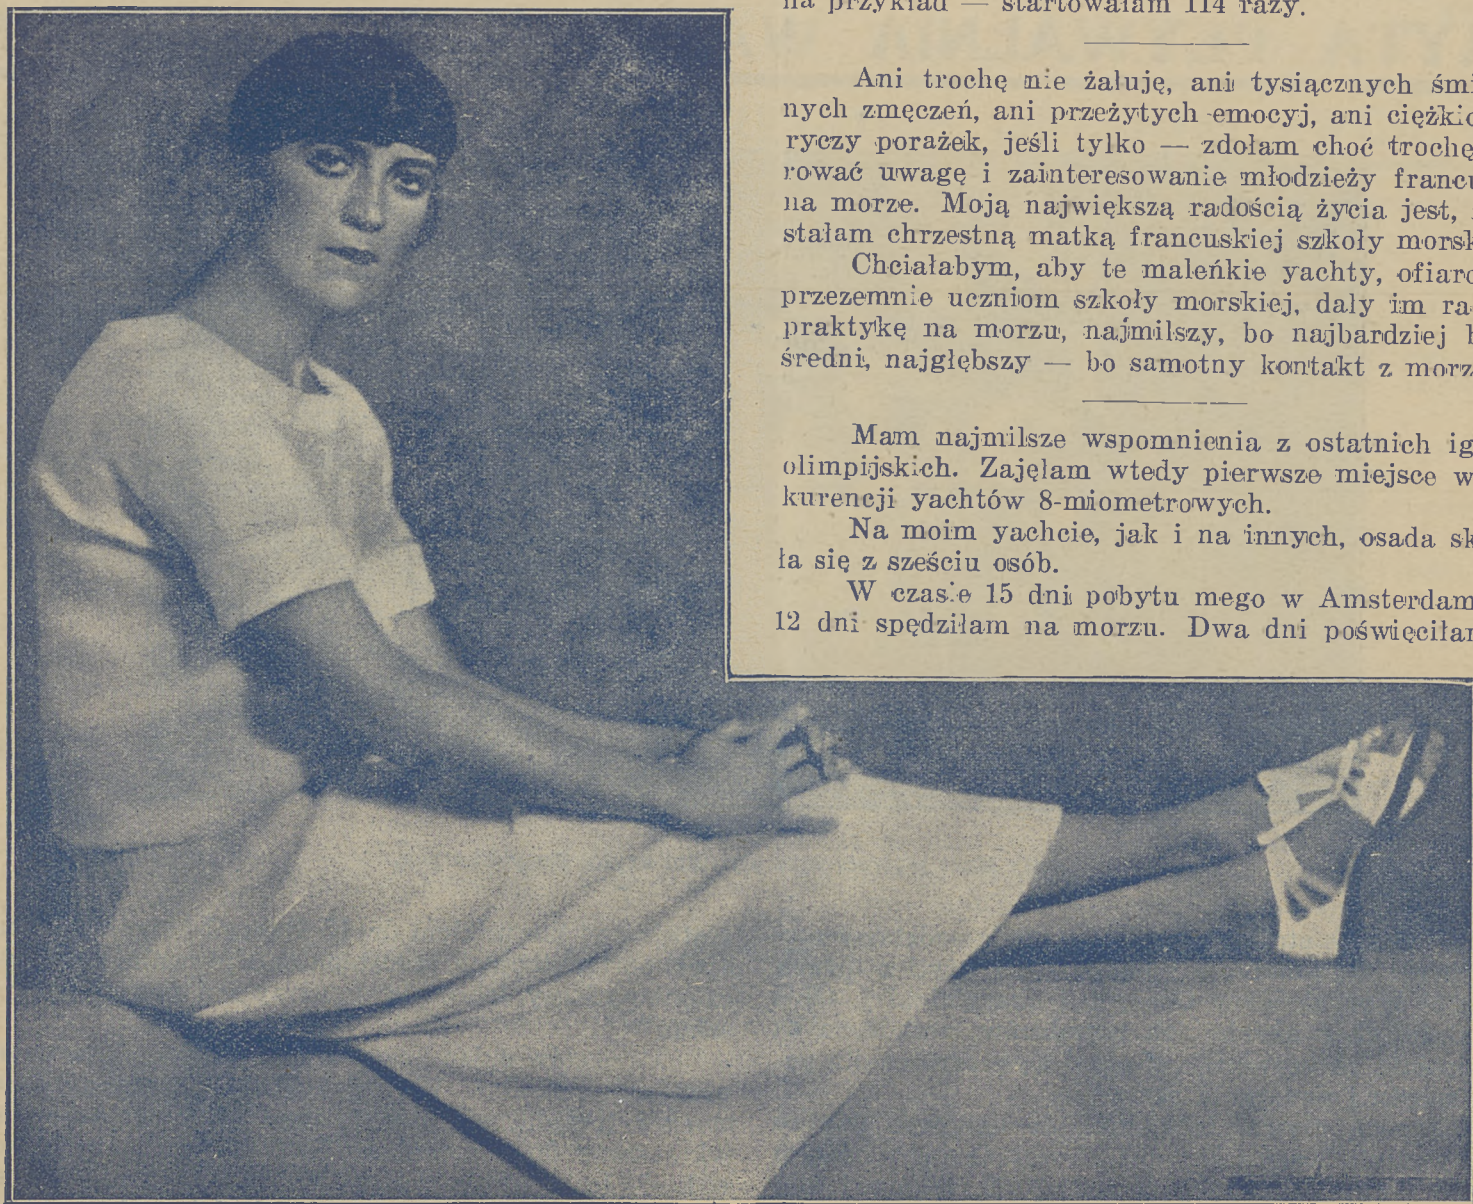 na przykład — startowałam 114 razy.
Ani trochę nie żałuję, ani tysiącznych śmi
nych zmęczeń, ani przeżytych emocyj, ani ciężkic
ryczy porażek, jeśli tylko — zdołam choć trochę
rować uwagę i zainteresowanie młodzieży francu
na morze. Moją największą radością życia jest,
stałam chrzestną matką francuskiej szkoły morsk
Chciałabym, aby te maleńkie yachty, ofiaro
przezemnie uczniom szkoły morskiej, dały im ra
praktykę na morzu, najmilszy, bo najbardziej b
średni, najgłębszy — bo samotny kontakt z morz
Mam najmilsze wspomnienia z ostatnich ig
olimpijskich. Zajęłam wtedy pierwsze miejsce w
kurencji yachtów 8-miometrowych.
Na moim yachcie, jak i na innych, osada sk
ła się z sześciu osób.
W czasie 15 dni pobytu mego w Amsterdam
12 dni spędziłam na morzu. Dwa dni poświęciłam